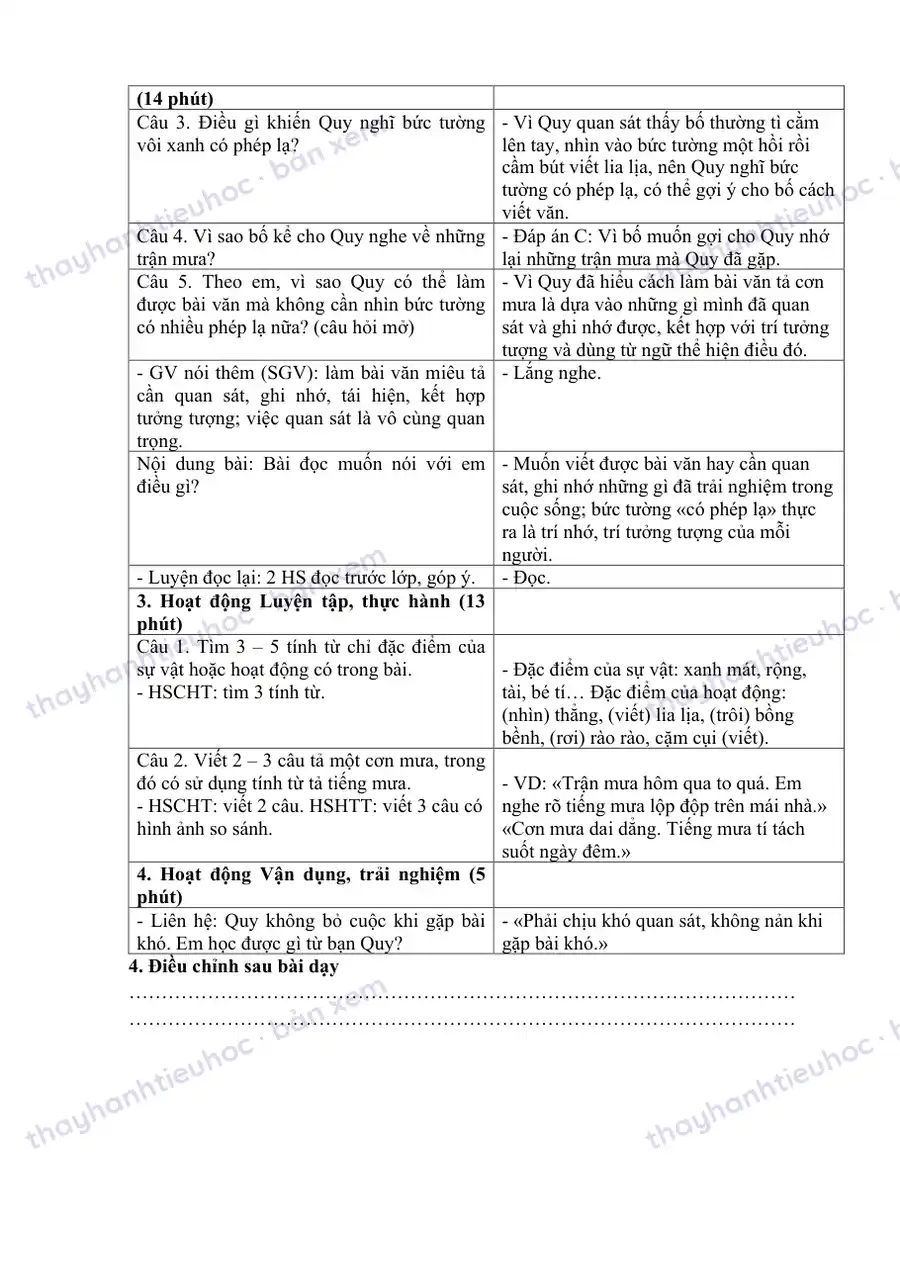 (14 phút)
Câu 3. Điều gì khiến Quy nghĩ bức tường
vôi xanh có phép lạ?
- Vì Quy quan sát thấy bố thường tì cằm
lên tay, nhìn vào bức tường một hồi rồi
cầm bút viết lia lịa, nên Quy nghĩ bức
tường có phép lạ, có thể gợi ý cho bố cách
viết văn.
Câu 4. Vì sao bố kể cho Quy nghe về những
trận mưa?
- Đáp án C: Vì bố muốn gợi cho Quy nhớ
lại những trận mưa mà Quy đã gặp.
Câu 5. Theo em, vì sao Quy có thể làm
được bài văn mà không cần nhìn bức tường
có nhiều phép lạ nữa? (câu hỏi mở)
- Vì Quy đã hiểu cách làm bài văn tả cơn
mưa là dựa vào những gì mình đã quan
sát và ghi nhớ được, kết hợp với trí tưởng
tượng và dùng từ ngữ thể hiện điều đó.
- GV nói thêm (SGV): làm bài văn miêu tả
cần quan sát, ghi nhớ, tái hiện, kết hợp
tưởng tượng; việc quan sát là vô cùng quan
trọng.
- Lắng nghe.
Nội dung bài: Bài đọc muốn nói với em
điều gì?
- Muốn viết được bài văn hay cần quan
sát, ghi nhớ những gì đã trải nghiệm trong
cuộc sống; bức tường «có phép lạ» thực
ra là trí nhớ, trí tưởng tượng của mỗi
người.
- Luyện đọc lại: 2 HS đọc trước lớp, góp ý.
- Đọc.
3. Hoạt động Luyện tập, thực hành (13
phút)
Câu 1. Tìm 3 – 5 tính từ chỉ đặc điểm của
sự vật hoặc hoạt động có trong bài.
- HSCHT: tìm 3 tính từ.
- Đặc điểm của sự vật: xanh mát, rộng,
tài, bé tí… Đặc điểm của hoạt động:
(nhìn) thẳng, (viết) lia lịa, (trôi) bồng
bềnh, (rơi) rào rào, cặm cụi (viết).
Câu 2. Viết 2 – 3 câu tả một cơn mưa, trong
đó có sử dụng tính từ tả tiếng mưa.
- HSCHT: viết 2 câu. HSHTT: viết 3 câu có
hình ảnh so sánh.
- VD: «Trận mưa hôm qua to quá. Em
nghe rõ tiếng mưa lộp độp trên mái nhà.»
«Cơn mưa dai dẳng. Tiếng mưa tí tách
suốt ngày đêm.»
4. Hoạt động Vận dụng, trải nghiệm (5
phút)
- Liên hệ: Quy không bỏ cuộc khi gặp bài
khó. Em học được gì từ bạn Quy?
- «Phải chịu khó quan sát, không nản khi
gặp bài khó.»
4. Điều chỉnh sau bài dạy
…………………………………………………………………………………………
…………………………………………………………………………………………
thayhanhtieuhoc · bản xem
thayhanhtieuhoc · b
thayhanhtieuhoc · bản xem
thayhanhtieuhoc · b
thayhanhtieuhoc · bản xem
thayhanhtieuhoc · b